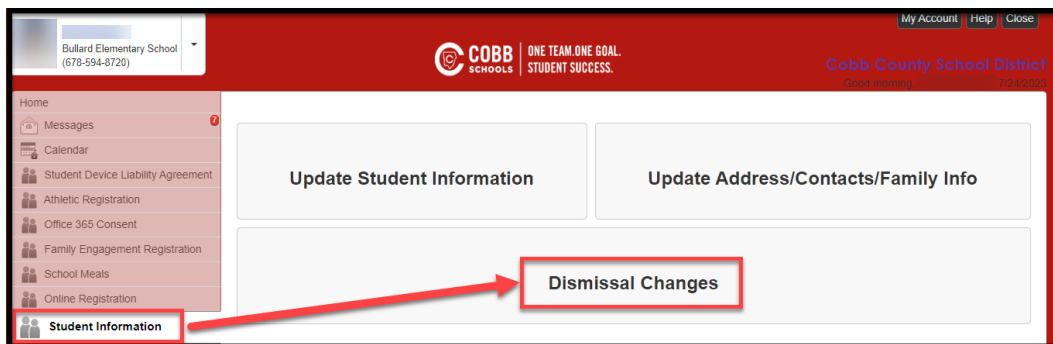 My Account Help Close
Bullard Elementary School
(678-594-8720)
C
COBB
SCHOOLS
ONE TEAM.ONE GOAL.
STUDENT SUCCESS.
Cobb County School District
Good morning, 7/24/2023
Home
Messages 7
Calendar
Student Device Liability Agreement
Athletic Registration
Office 365 Consent
Family Engagement Registration
School Meals
Online Registration
Student Information
Update Student Information
Update Address/Contacts/Family Info
Dismissal Changes